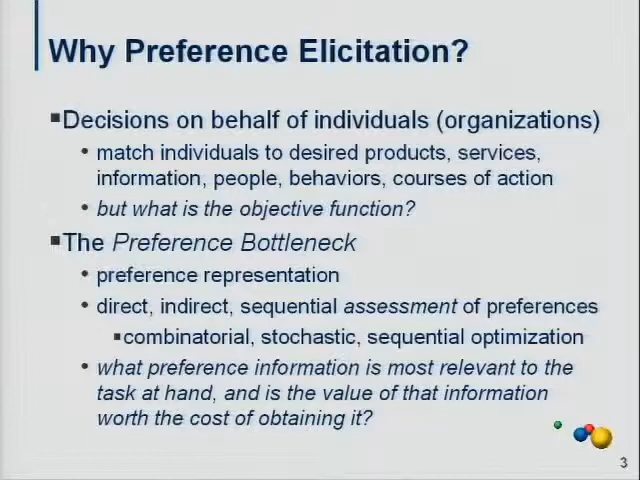 Why Preference Elicitation?
▪Decisions on behalf of individuals (organizations)
• match individuals to desired products, services,
information, people, behaviors, courses of action
• but what is the objective function?
▪The Preference Bottleneck
• preference representation
• direct, indirect, sequential assessment of preferences
▪combinatorial, stochastic, sequential optimization
• what preference information is most relevant to the
task at hand, and is the value of that information
worth the cost of obtaining it?
3